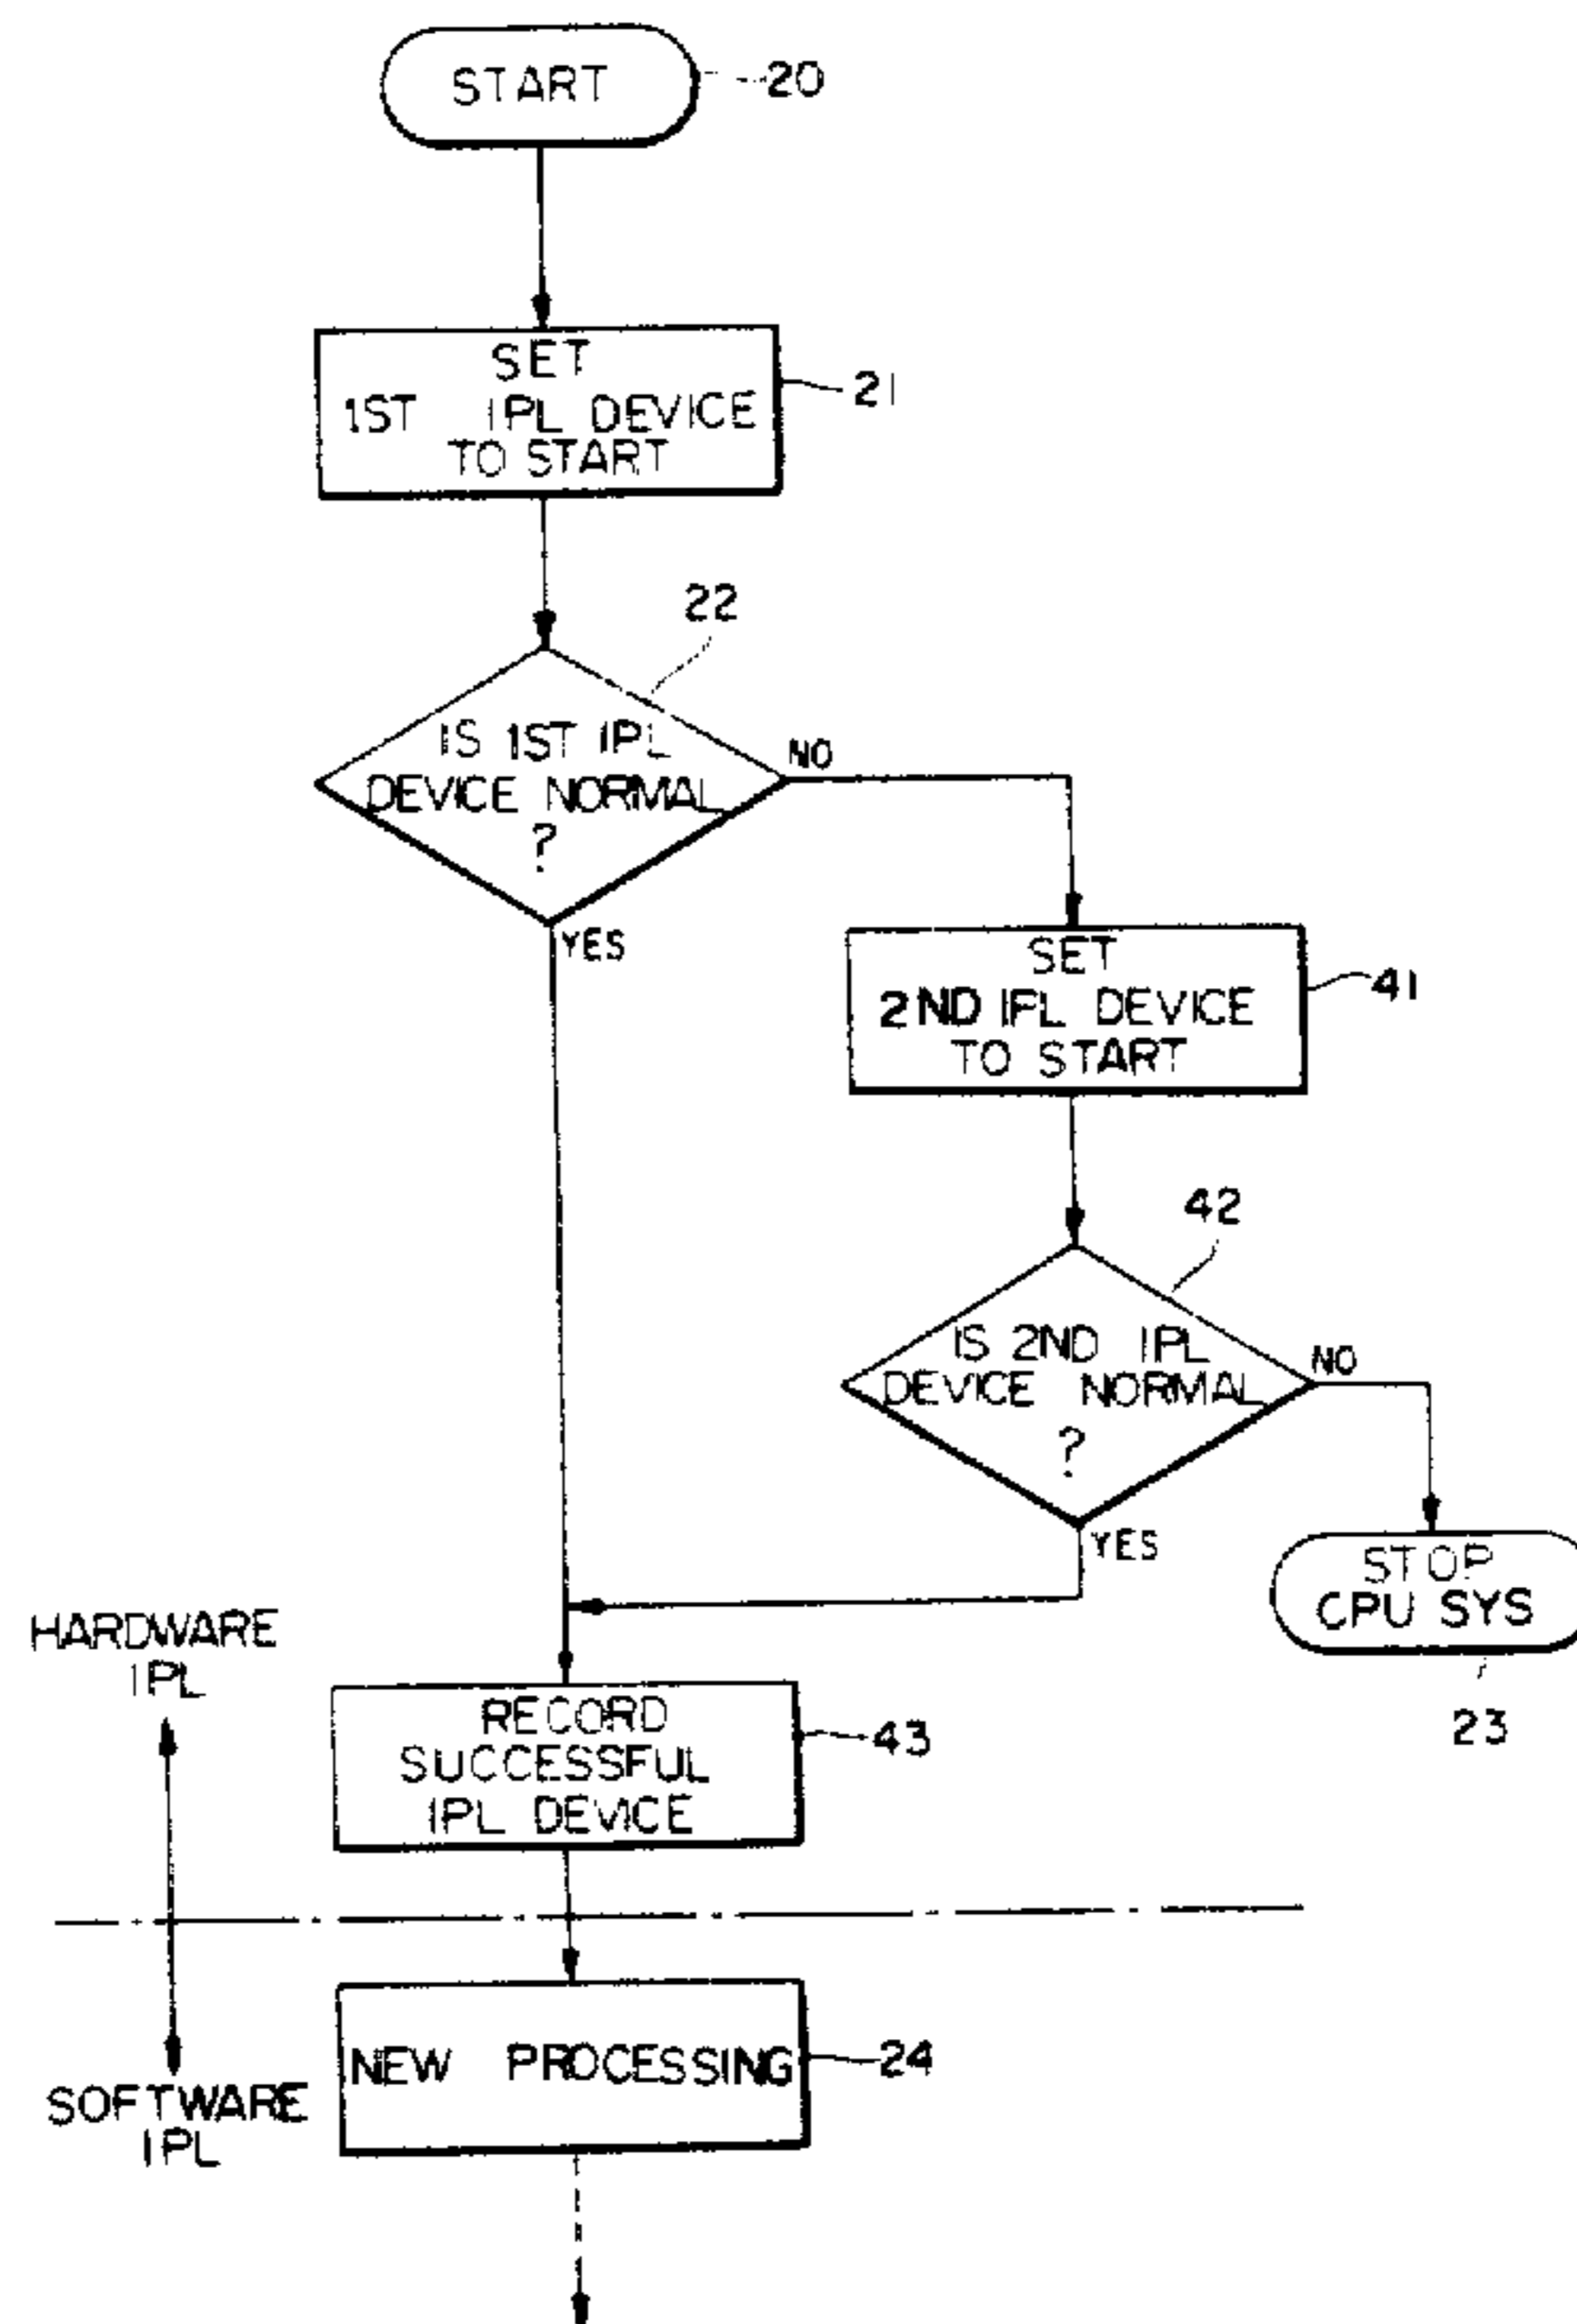 START
20
SET
1ST IPL DEVICE
TO START
21
22
IS 1ST IPL
DEVICE NORMAL
?
NO
YES
SET
2ND IPL DEVICE
TO START
41
42
IS 2ND IPL
DEVICE NORMAL
?
NO
YES
STOP
CPU SYS
23
HARDWARE
IPL
RECORD
SUCCESSFUL
IPL DEVICE
43
NEW PROCESSING
24
SOFTWARE
IPL